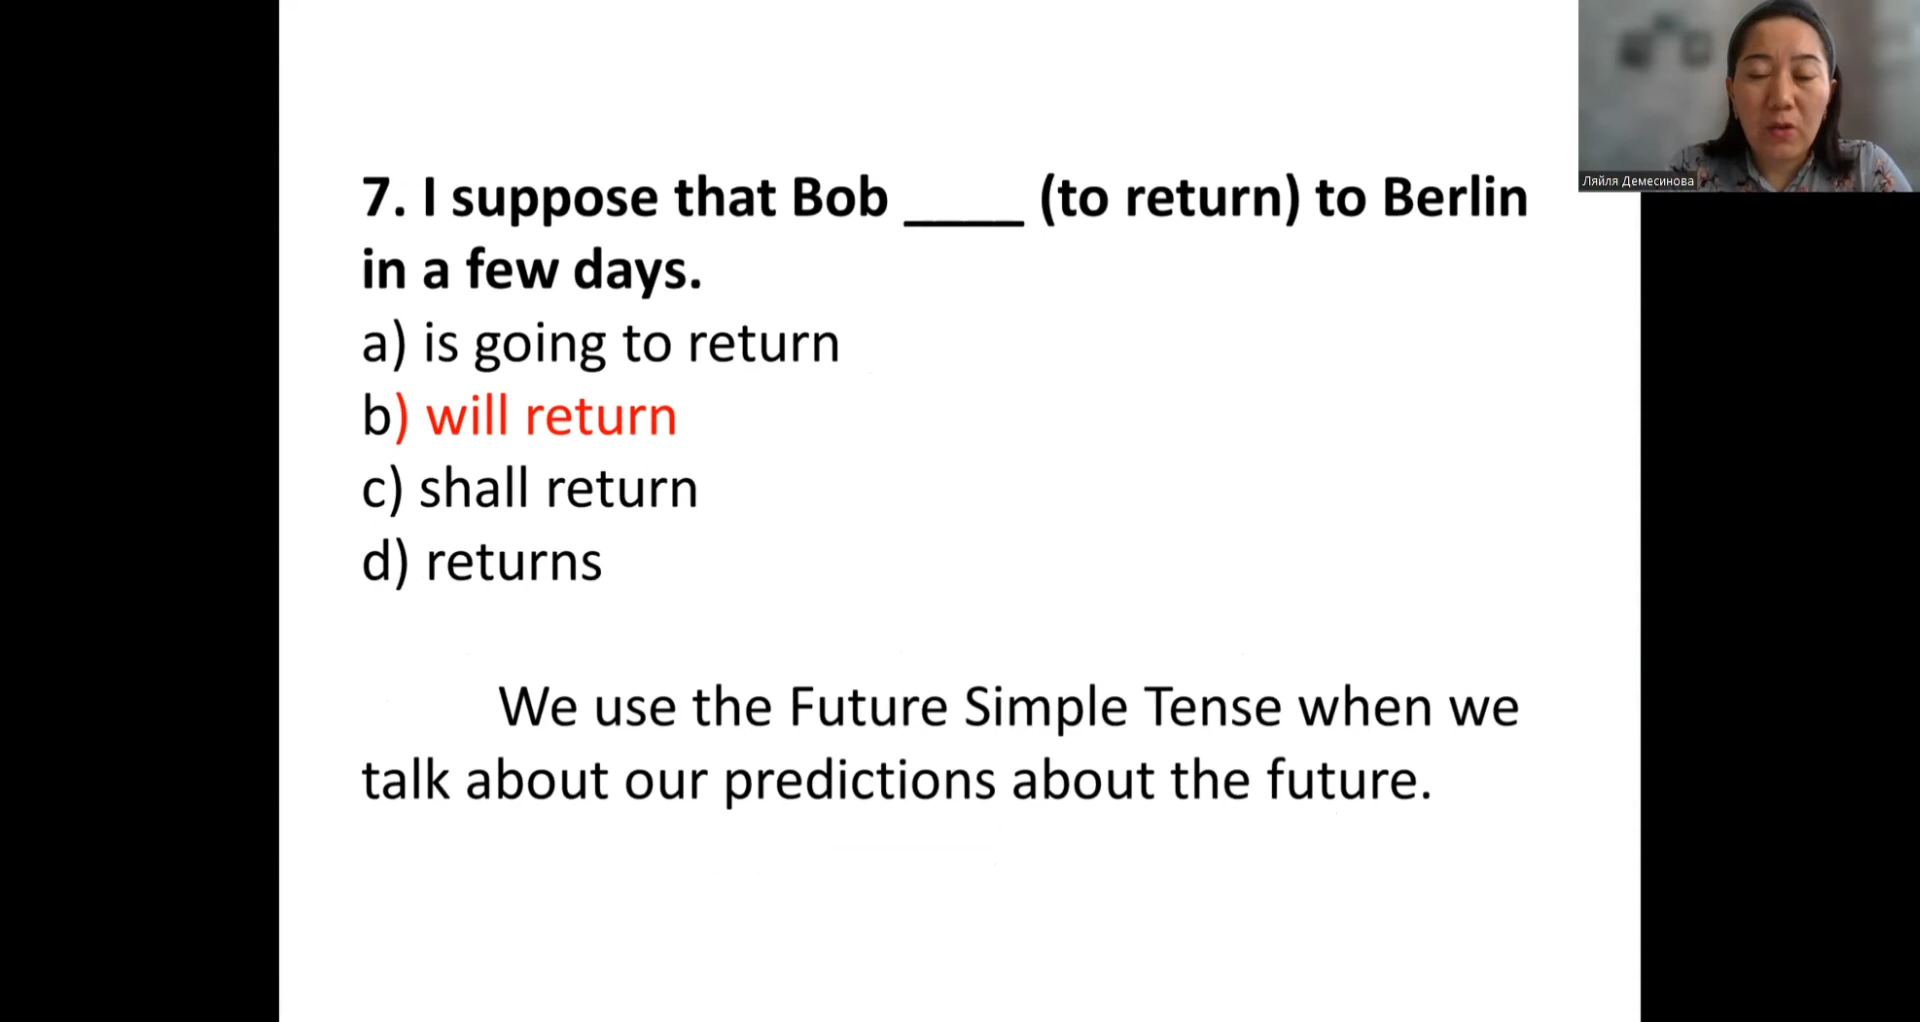 7. I suppose that Bob ____ (to return) to Berlin
in a few days.
a) is going to return
b) will return
c) shall return
d) returns
We use the Future Simple Tense when we
talk about our predictions about the future.
Ляйля Демесинова